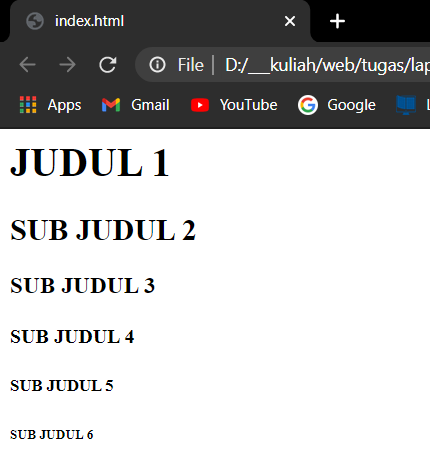 index.html
File | D:/__kuliah/web/tugas/lap
Apps Gmail YouTube Google L
JUDUL 1
SUB JUDUL 2
SUB JUDUL 3
SUB JUDUL 4
SUB JUDUL 5
SUB JUDUL 6